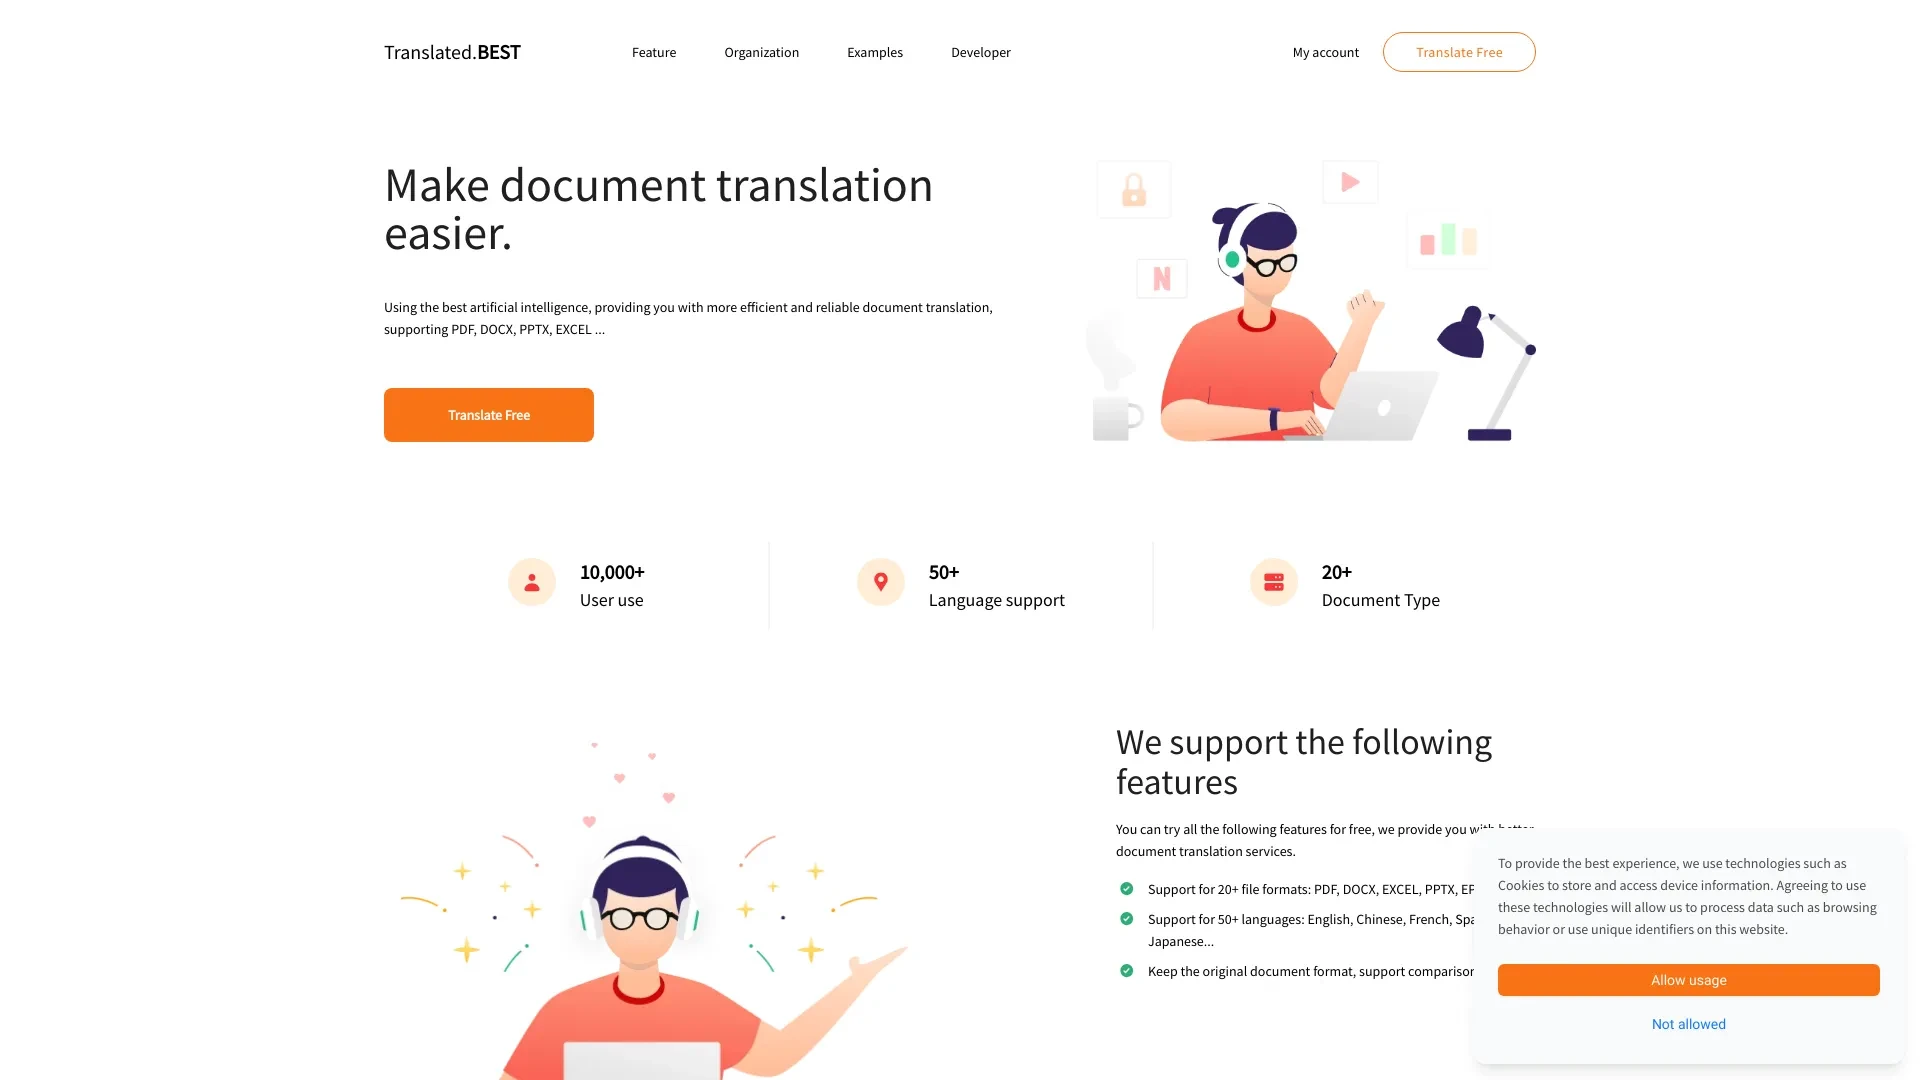 Translated.BEST
Feature
Organization
Examples
Developer
My account
Translate Free
Make document translation
easier.
Using the best artificial intelligence, providing you with more efficient and reliable document translation,
supporting PDF, DOCX, PPTX, EXCEL ...
Translate Free
N
10,000+
User use
50+
Language support
20+
Document Type
We support the following
features
You can try all the following features for free, we provide you with better
document translation services.
Support for 20+ file formats: PDF, DOCX, EXCEL, PPTX, EP
Support for 50+ languages: English, Chinese, French, Spa
Japanese...
Keep the original document format, support comparison
To provide the best experience, we use technologies such as
Cookies to store and access device information. Agreeing to use
these technologies will allow us to process data such as browsing
behavior or use unique identifiers on this website.
Allow usage
Not allowed